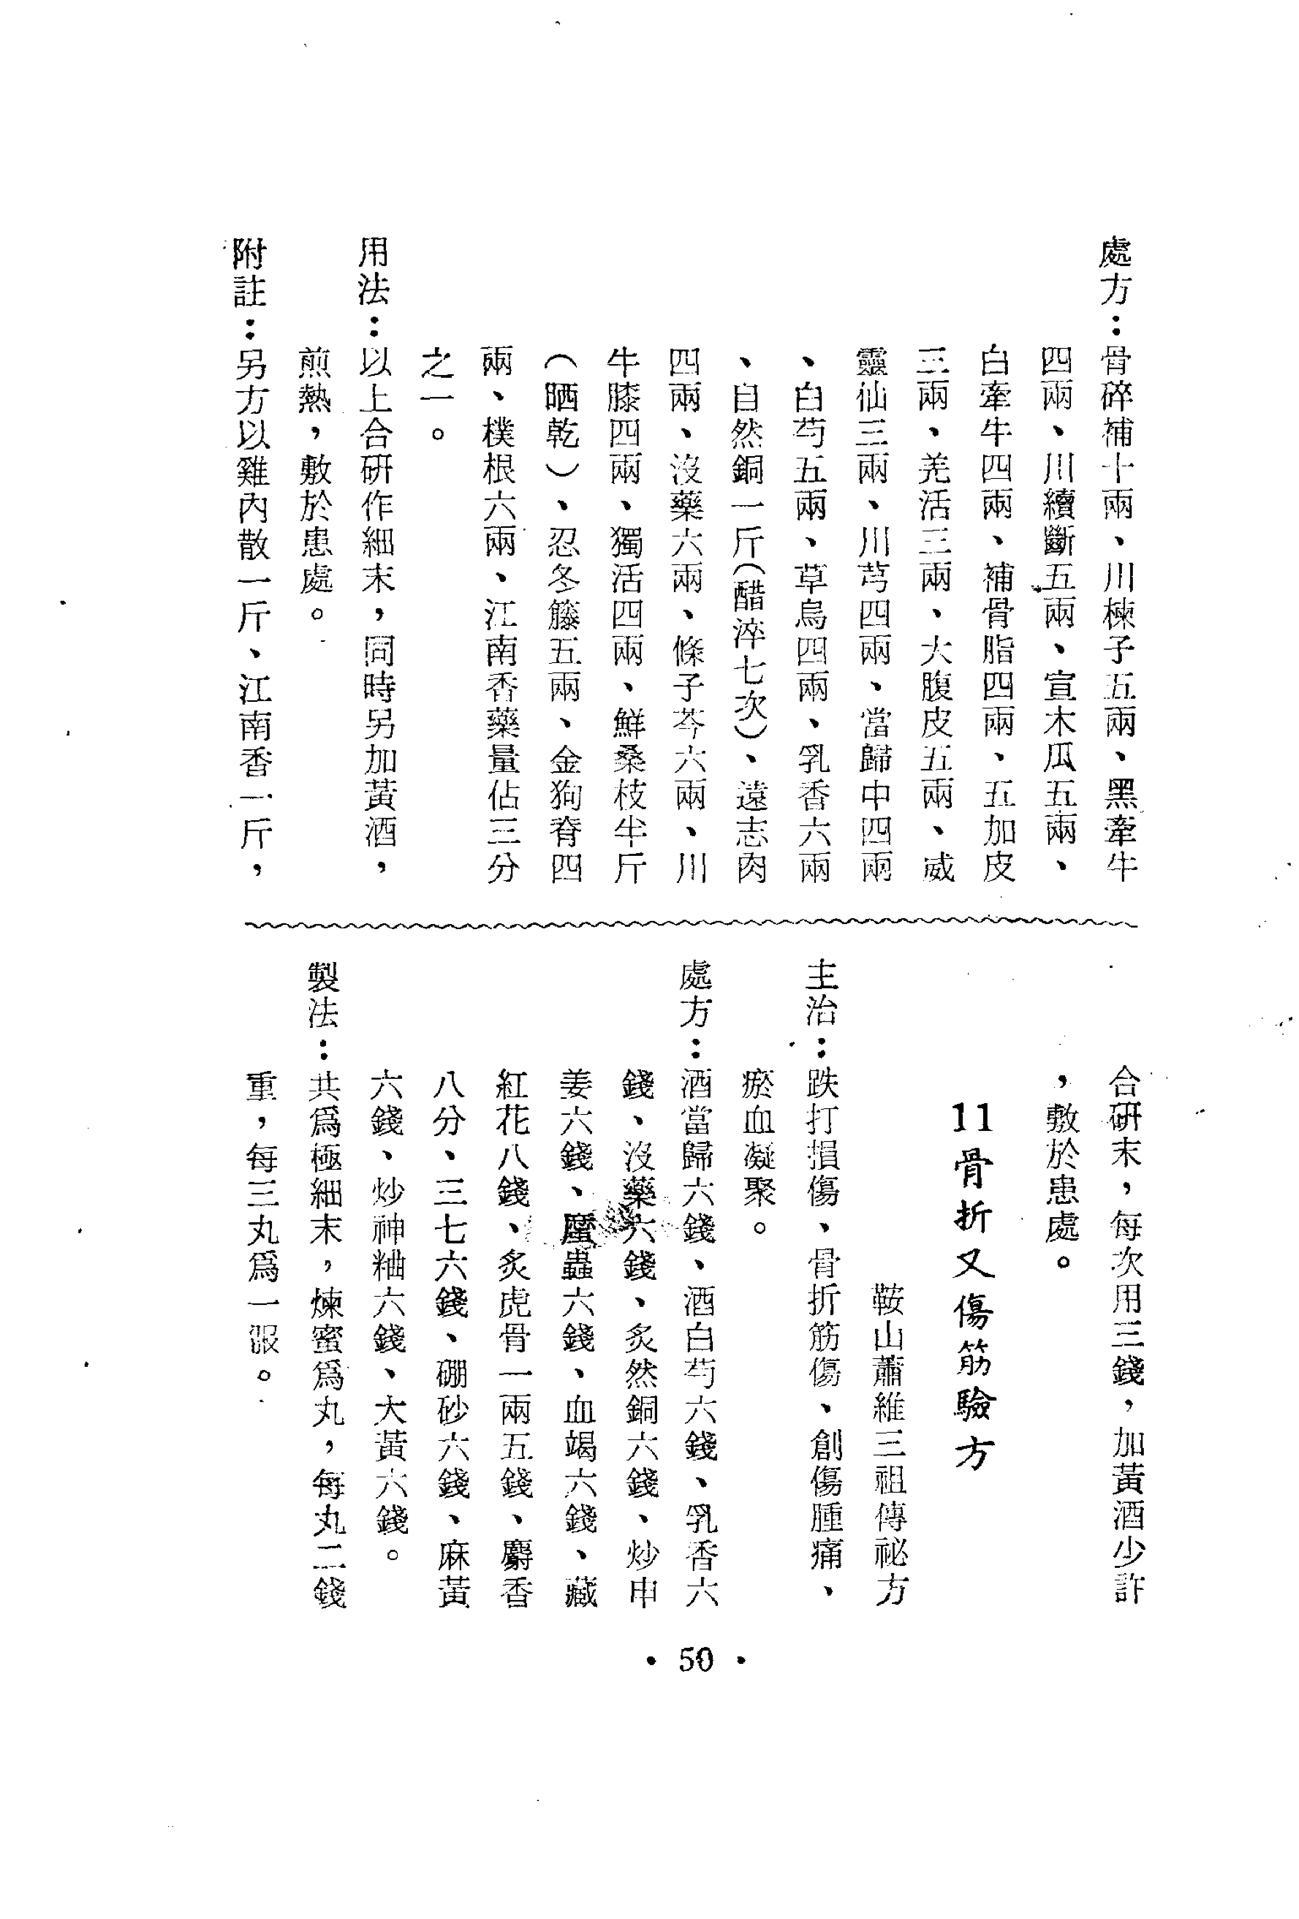 處方：骨碎補十兩、川楝子五兩、黑牽牛
四兩、川續斷五兩、宣木瓜五兩、
白牽牛四兩、補骨脂四兩、五加皮
三兩、羌活三兩、大腹皮五兩、威
靈仙三兩、川芎四兩、當歸中四兩
、白芍五兩、草烏四兩、乳香六兩
、自然銅一斤（醋淬七次）、遠志肉
四兩、沒藥六兩、條子芩六兩、川
牛膝四兩、獨活四兩、鮮桑枝半斤
（晒乾）、忍冬籐五兩、金狗脊四
兩、樸根六兩、江南香藥量佔三分
之一。
用法：以上合研作細末，同時另加黃酒，
煎熱，敷於患處。
附註：另方以雞內散一斤、江南香一斤，
合研末，每次用三錢，加黃酒少許
，敷於患處。
11骨折又傷筋驗方
鞍山蕭維三祖傳祕方
主治：跌打損傷、骨折筋傷、創傷腫痛、
瘀血凝聚。
處方：酒當歸六錢、酒白芍六錢、乳香六
錢、沒藥六錢、炙然銅六錢、炒申
姜六錢、蟲六錢、血竭六錢、藏
紅花八錢、炙虎骨一兩五錢、麝香
八分、三七六錢、硼砂六錢、麻黃
六錢、炒神粬六錢、大黃六錢。
製法：共爲極細末，煉蜜爲丸，每丸二錢
重，每三丸爲一服。
• 50 •